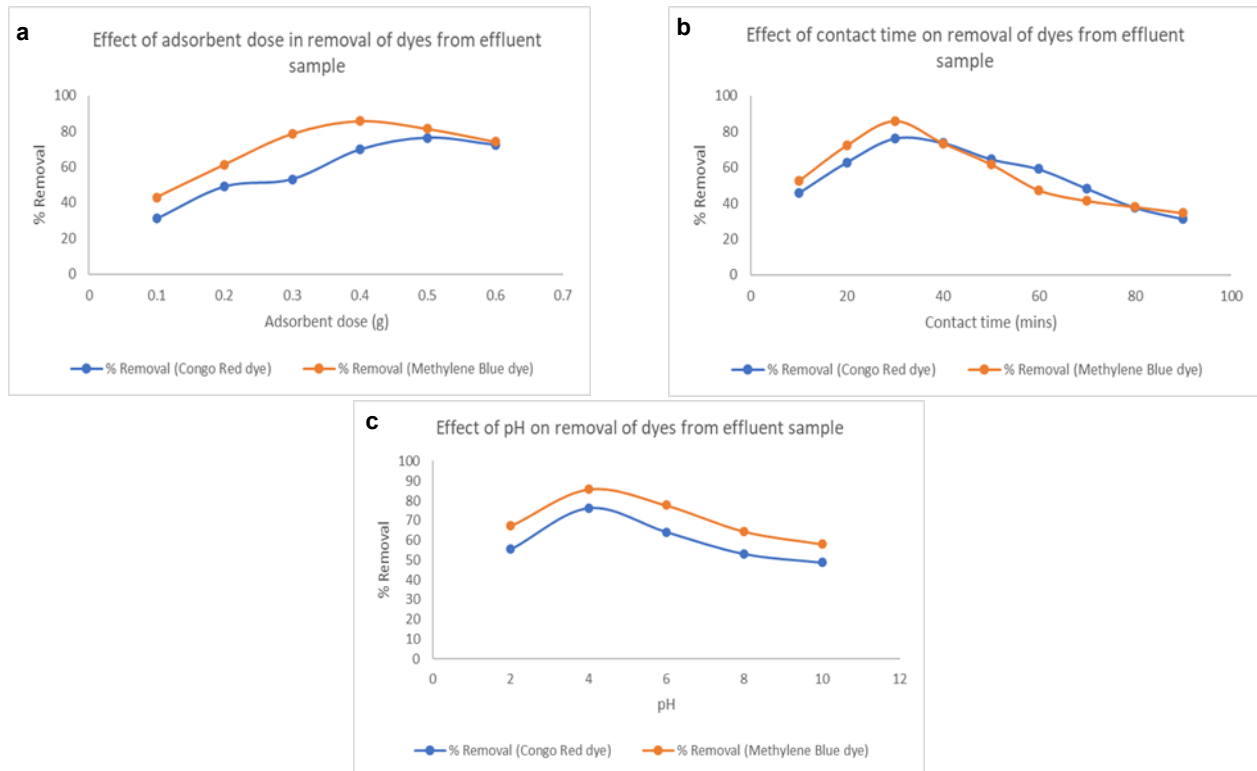 a
Effect of adsorbent dose in removal of dyes from effluent
sample
% Removal
100
80
60
40
20
0
0 0.1 0.2 0.3 0.4 0.5 0.6 0.7
Adsorbent dose (g)
% Removal (Congo Red dye) % Removal (Methylene Blue dye)
b
Effect of contact time on removal of dyes from effluent
sample
% Removal
100
80
60
40
20
0
0 20 40 60 80 100
Contact time (mins)
% Removal (Congo Red dye) % Removal (Methylene Blue dye)
c
Effect of pH on removal of dyes from effluent sample
% Removal
100
90
80
70
60
50
40
30
20
10
0
0 2 4 6 8 10 12
pH
% Removal (Congo Red dye) % Removal (Methylene Blue dye)